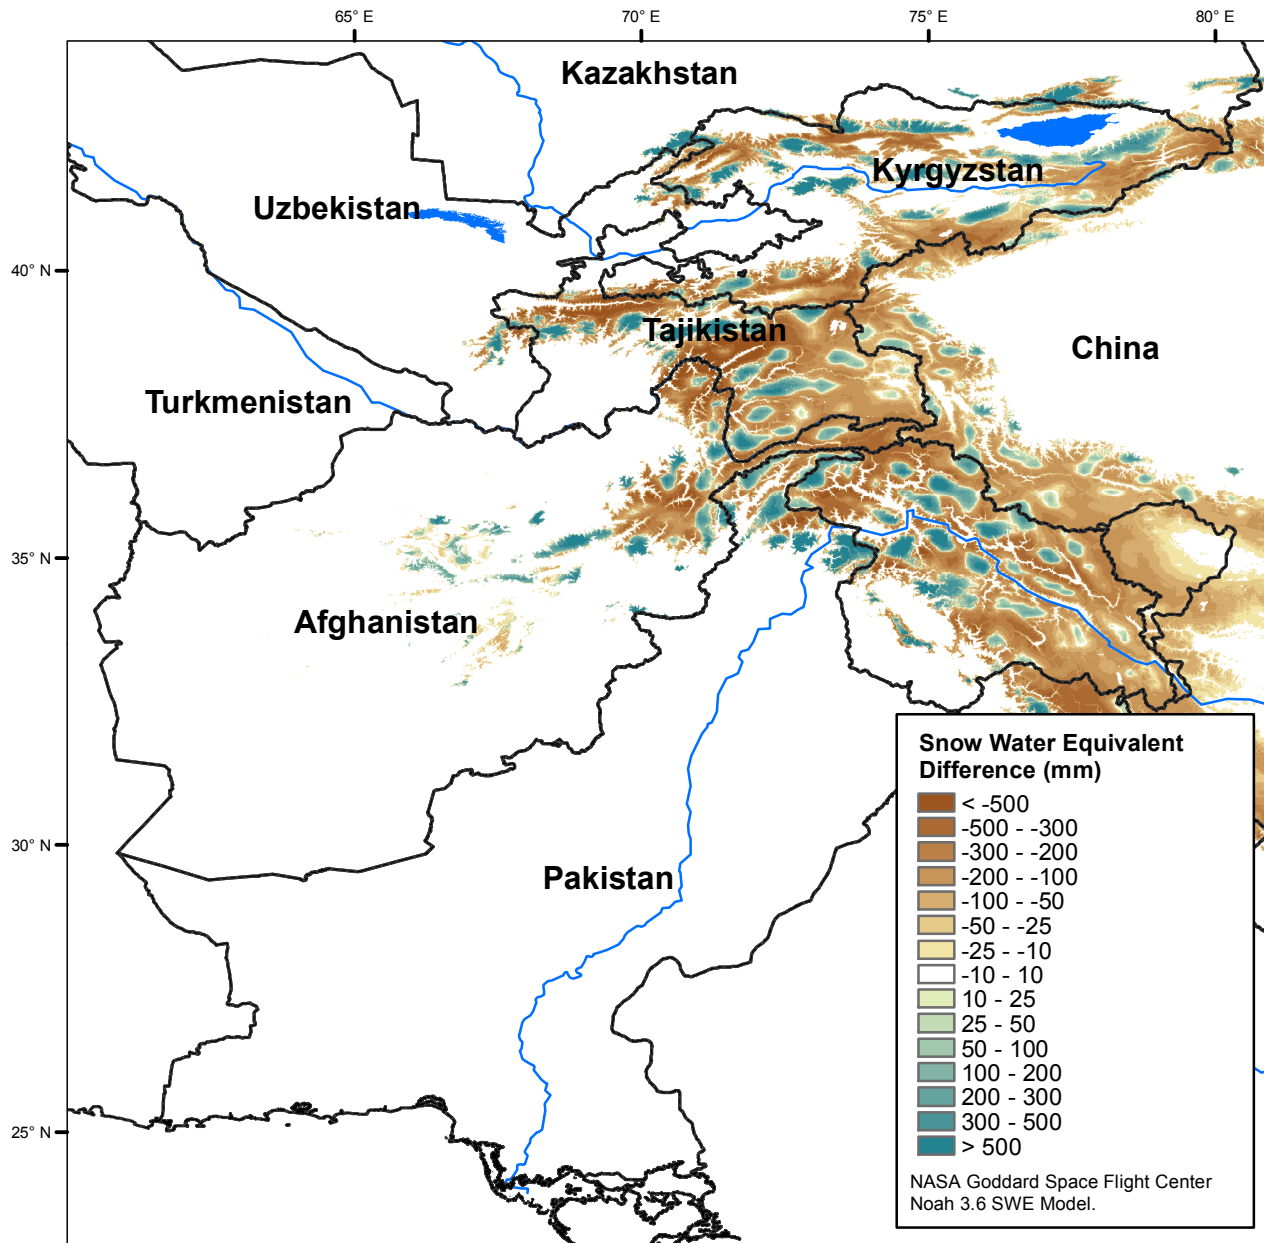 65° E
70° E
75° E
80° E
Kazakhstan
Kyrgyzstan
Uzbekistan
40° N
Tajikistan
China
Turkmenistan
35° N
Afghanistan
Snow Water Equivalent
Difference (mm)
< -500
-500 - -300
-300 - -200
-200 - -100
-100 - -50
-50 - -25
-25 - -10
-10 - 10
10 - 25
25 - 50
50 - 100
100 - 200
200 - 300
300 - 500
> 500
NASA Goddard Space Flight Center
Noah 3.6 SWE Model.
30° N
Pakistan
25° N